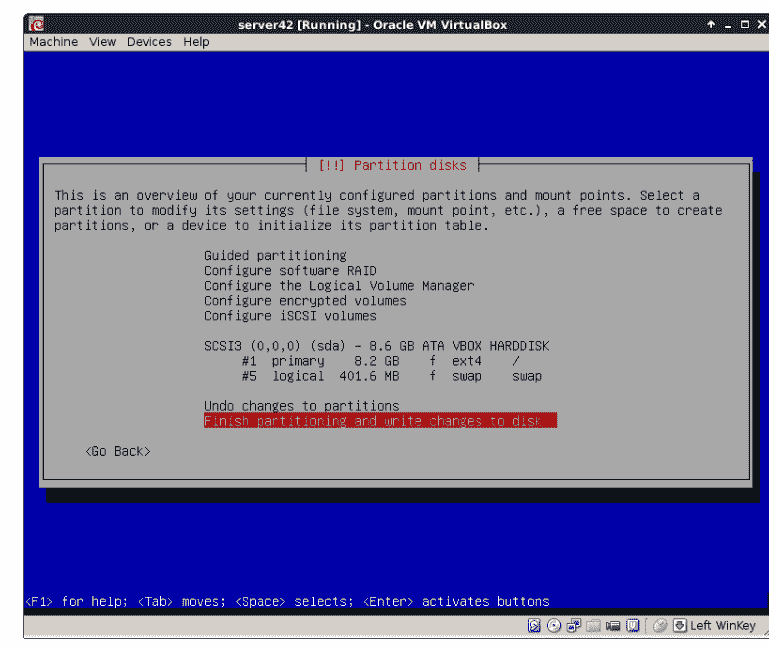 server42 [Running] - Oracle VM VirtualBox
Machine View Devices Help
[!!] Partition disks
This is an overview of your currently configured partitions and mount points. Select a
partition to modify its settings (file system, mount point, etc.), a free space to create
partitions, or a device to initialize its partition table.
Guided partitioning
Configure software RAID
Configure the Logical Volume Manager
Configure encrypted volumes
Configure iSCSI volumes
SCSI3 (0,0,0) (sda) - 8.6 GB ATA VBOX HARDDISK
#1 primary 8.2 GB f ext4 /
#5 logical 401.6 MB f swap swap
Undo changes to partitions
Finish partitioning and write changes to disk
<Go Back>
<F1> for help; <Tab> moves; <Space> selects; <Enter> activates buttons
Left WinKey